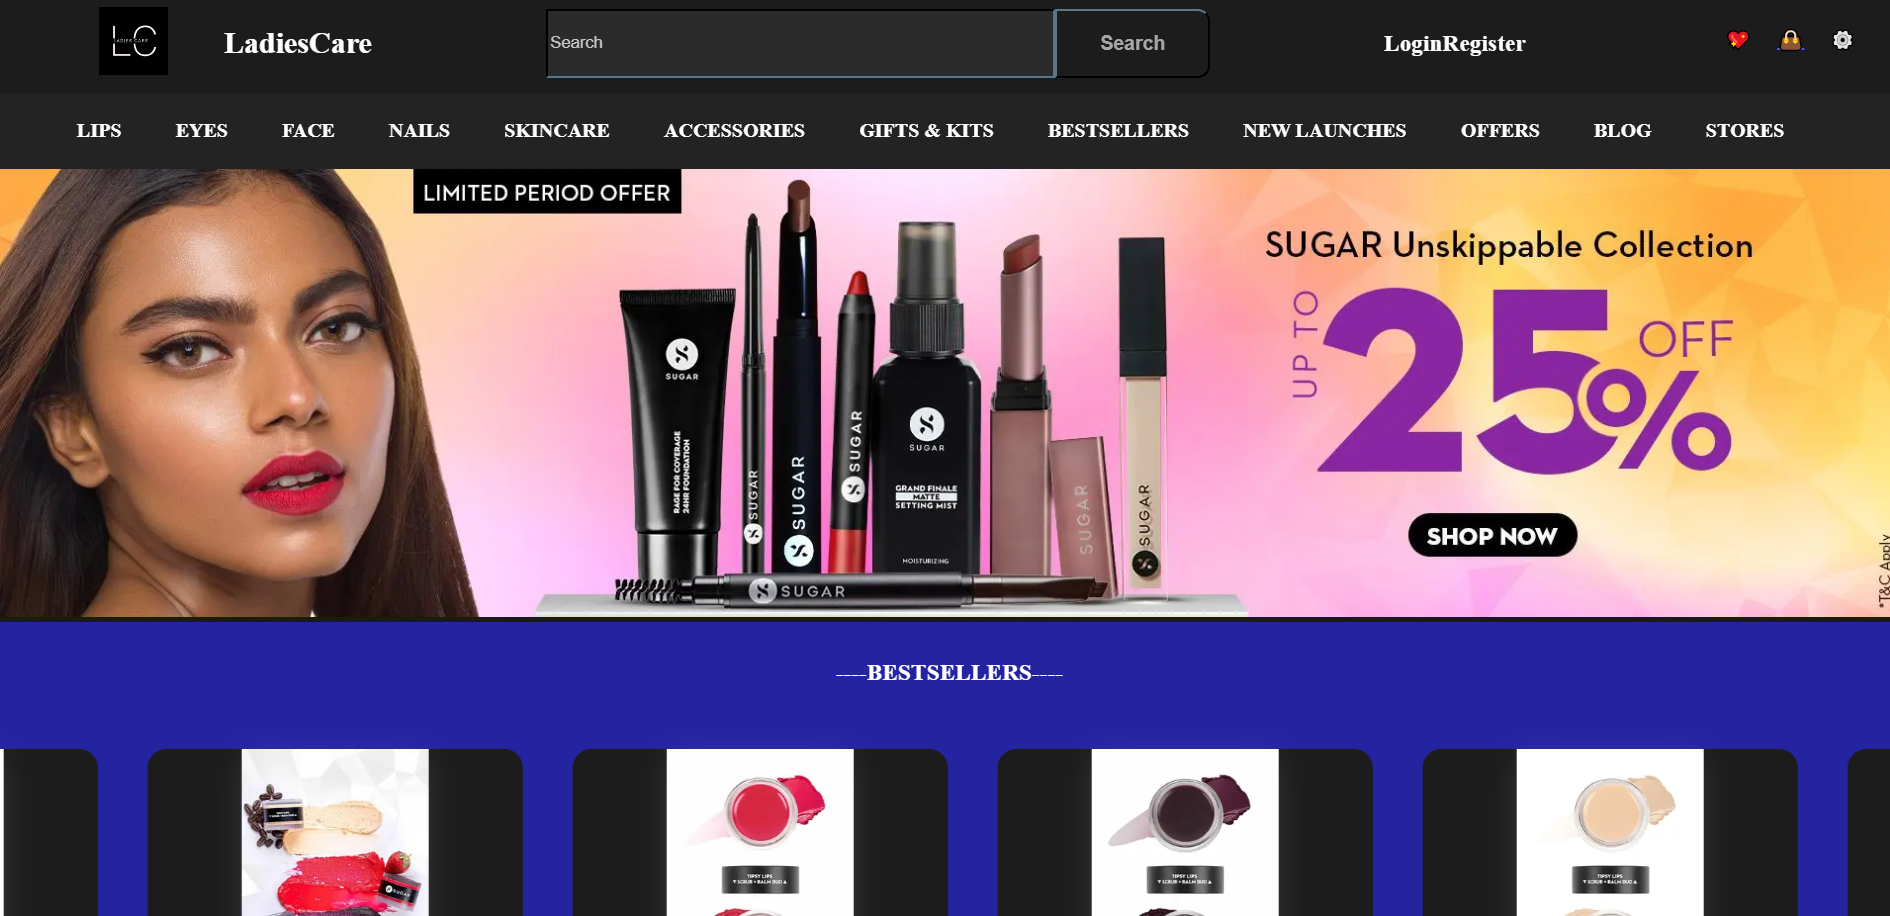 LC
LADIES CARE
LadiesCare
Search
Search
LoginRegister
LIPS EYES FACE NAILS SKINCARE ACCESSORIES GIFTS & KITS BESTSELLERS NEW LAUNCHES OFFERS BLOG STORES
LIMITED PERIOD OFFER
SUGAR Unskippable Collection
UP TO
25%
OFF
SHOP NOW
*T&C Apply
SUGAR
RAGE FOR COVERAGE
24HR FOUNDATION
SUGAR
SUGAR
SUGAR
SUGAR
GRAND FINALE
MATTE
SETTING MIST
MOISTURIZING
SUGAR
SUGAR
SUGAR
----BESTSELLERS----
SUGAR
TIPSY LIPS
SCRUB + BALM DUO
TIPSY LIPS
SCRUB + BALM DUO
TIPSY LIPS
SCRUB + BALM DUO